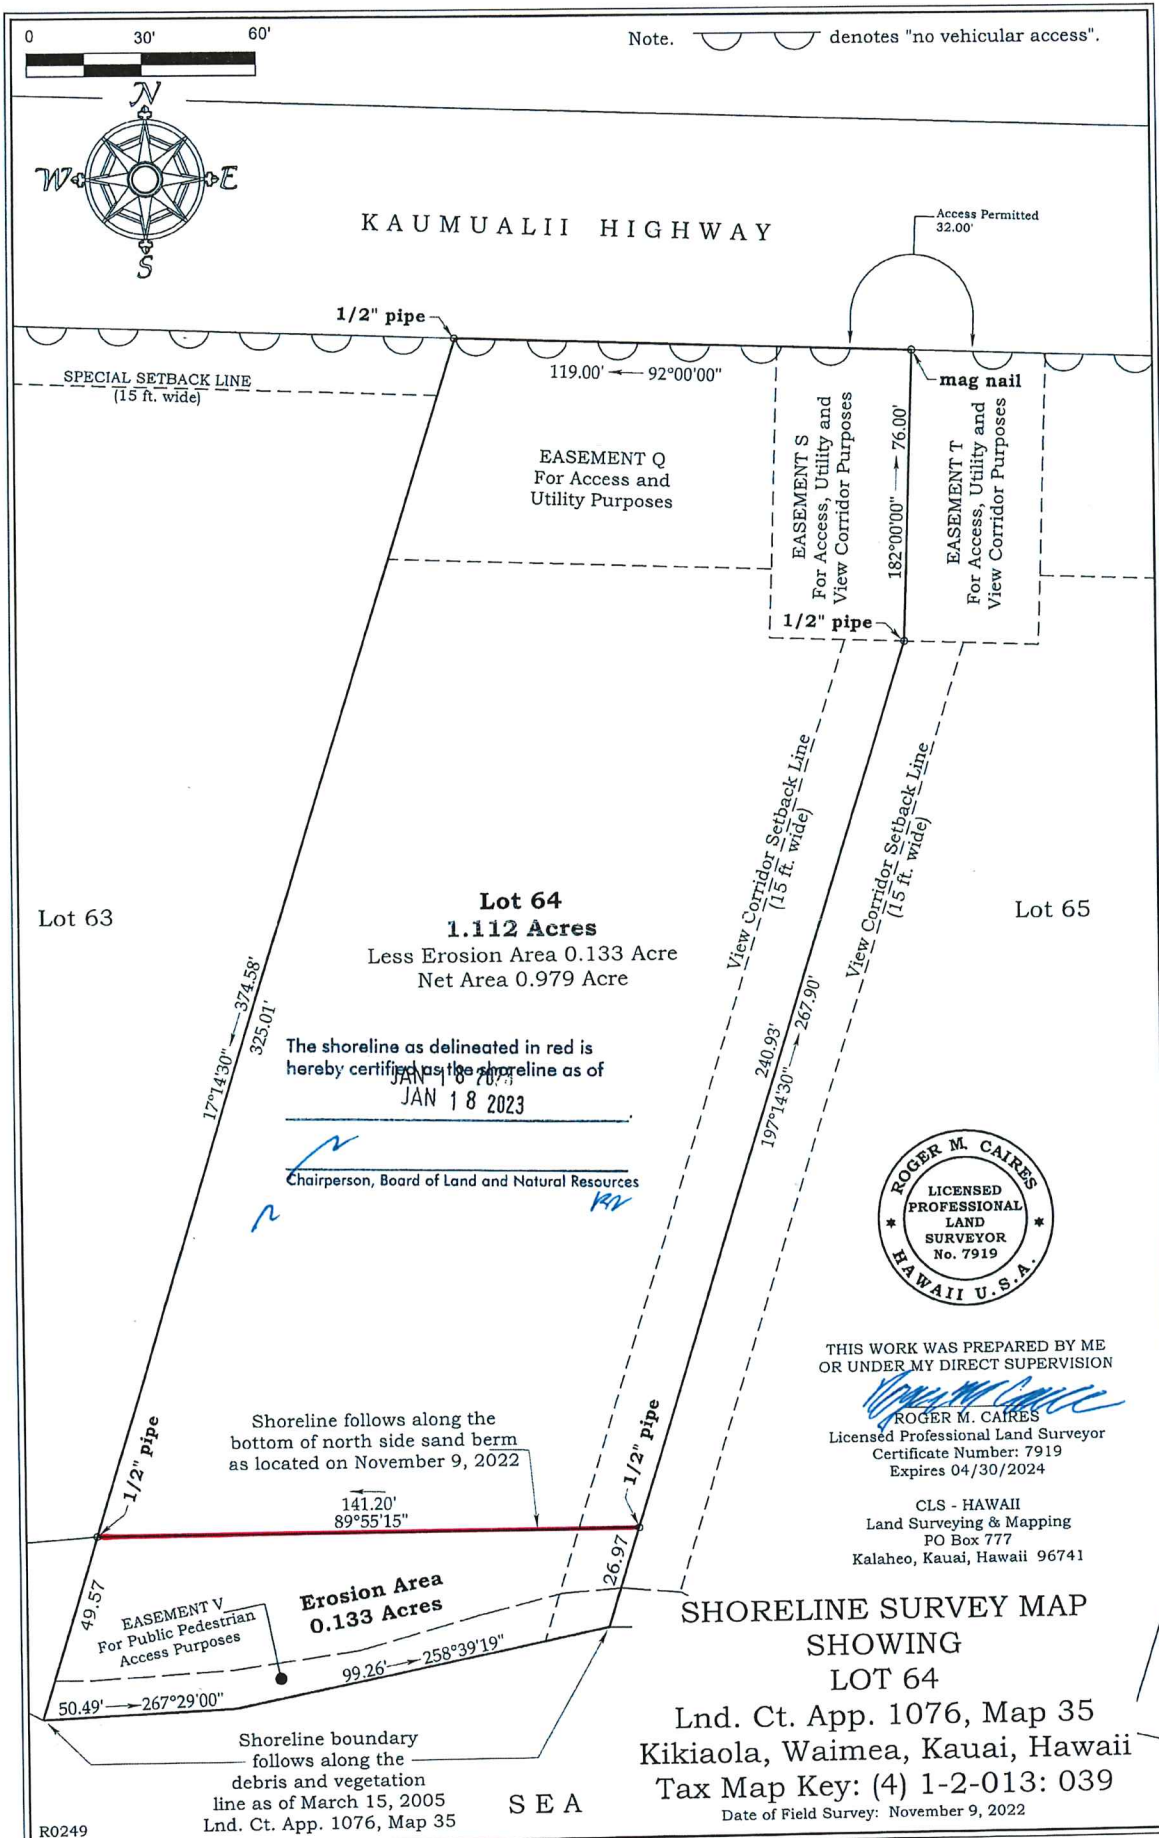 0 30' 60'
Note. denotes "no vehicular access".
N
W E
S
KAUMUALII HIGHWAY
Access Permitted
32.00'
1/2" pipe
SPECIAL SETBACK LINE
(15 ft. wide)
119.00' 92°00'00"
mag nail
EASEMENT Q
For Access and
Utility Purposes
EASEMENT S
For Access, Utility and
View Corridor Purposes
182°00'00" 76.00'
EASEMENT T
For Access, Utility and
View Corridor Purposes
1/2" pipe
View Corridor Setback Line
(15 ft. wide)
View Corridor Setback Line
(15 ft. wide)
Lot 63
Lot 64
1.112 Acres
Less Erosion Area 0.133 Acre
Net Area 0.979 Acre
Lot 65
17°14'30" 374.58'
325.01'
240.93'
197°14'30" 267.90'
The shoreline as delineated in red is
hereby certified as the shoreline as of
JAN 18 2023
JAN 18 2023
Chairperson, Board of Land and Natural Resources
ROGER M. CAIRES
LICENSED
PROFESSIONAL
LAND
SURVEYOR
No. 7919
HAWAII U.S.A.
THIS WORK WAS PREPARED BY ME
OR UNDER MY DIRECT SUPERVISION
ROGER M. CAIRES
Licensed Professional Land Surveyor
Certificate Number: 7919
Expires 04/30/2024
CLS - HAWAII
Land Surveying & Mapping
PO Box 777
Kalaheo, Kauai, Hawaii 96741
1/2" pipe
Shoreline follows along the
bottom of north side sand berm
as located on November 9, 2022
1/2" pipe
141.20'
89°55'15"
49.57
26.97
Erosion Area
0.133 Acres
EASEMENT V
For Public Pedestrian
Access Purposes
50.49' 267°29'00"
99.26' 258°39'19"
Shoreline boundary
follows along the
debris and vegetation
line as of March 15, 2005
Lnd. Ct. App. 1076, Map 35
SEA
SHORELINE SURVEY MAP
SHOWING
LOT 64
Lnd. Ct. App. 1076, Map 35
Kikiaola, Waimea, Kauai, Hawaii
Tax Map Key: (4) 1-2-013: 039
Date of Field Survey: November 9, 2022
R0249